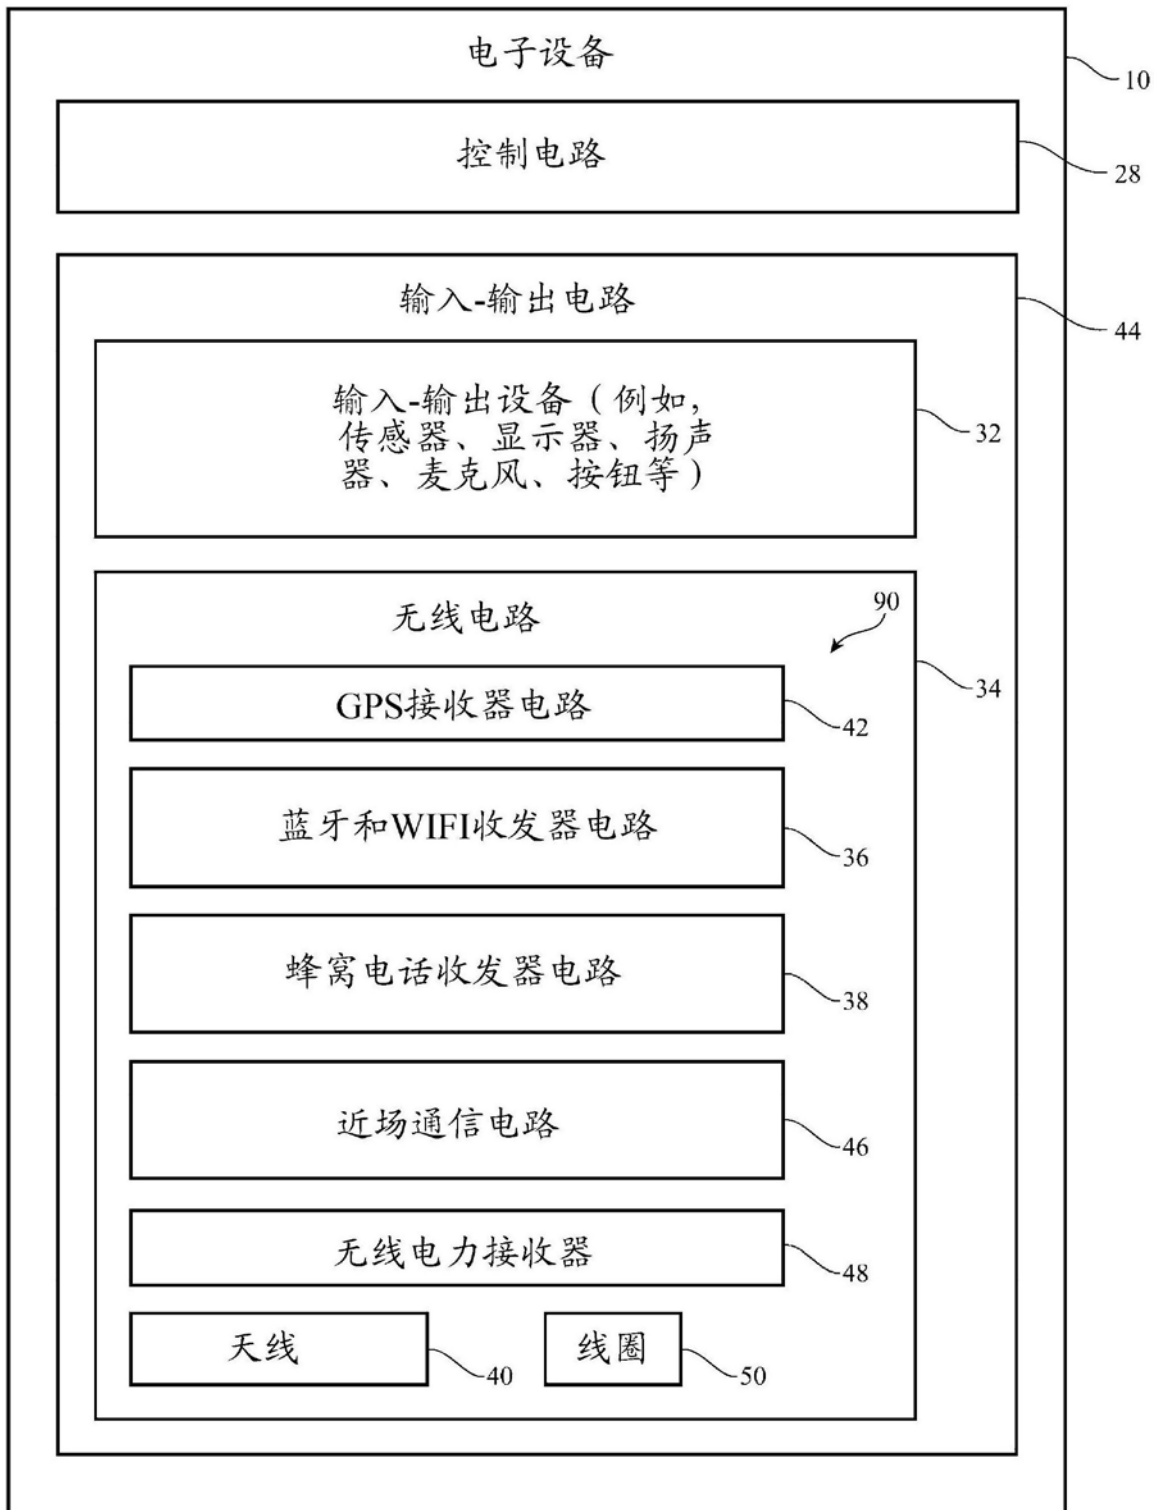 电子设备
10
控制电路
28
输入-输出电路
44
输入-输出设备（例如，
传感器、显示器、扬声
器、麦克风、按钮等）
32
无线电路
90
34
GPS接收器电路
42
蓝牙和WIFI收发器电路
36
蜂窝电话收发器电路
38
近场通信电路
46
无线电力接收器
48
天线
40
线圈
50